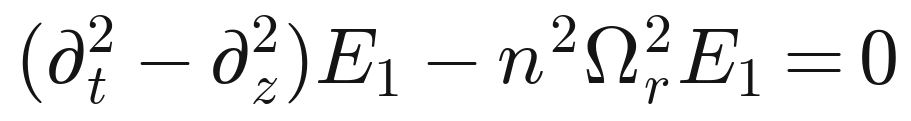 (∂_t^2 − ∂_z^2)E_1 − n^2Ω_r^2E_1 = 0